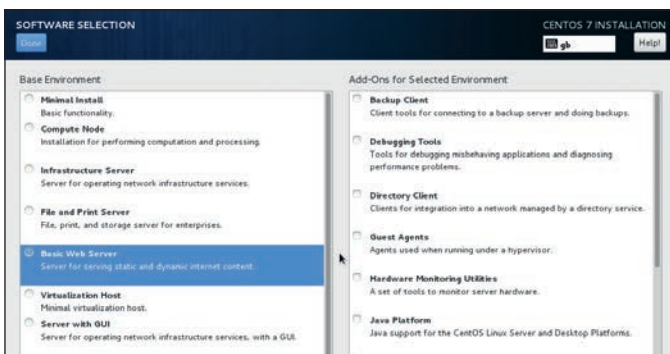 SOFTWARE SELECTION
Done
CENTOS 7 INSTALLATION
gb
Help!
Base Environment
Minimal Install
Basic functionality.
Compute Node
Installation for performing computation and processing.
Infrastructure Server
Server for operating network infrastructure services.
File and Print Server
File, print, and storage server for enterprises.
Basic Web Server
Server for serving static and dynamic internet content.
Virtualization Host
Minimal virtualization host.
Server with GUI
Server for operating network infrastructure services, with a GUI.
Add-Ons for Selected Environment
Backup Client
Client tools for connecting to a backup server and doing backups.
Debugging Tools
Tools for debugging misbehaving applications and diagnosing
performance problems.
Directory Client
Clients for integration into a network managed by a directory service.
Guest Agents
Agents used when running under a hypervisor.
Hardware Monitoring Utilities
A set of tools to monitor server hardware.
Java Platform
Java support for the CentOS Linux Server and Desktop Platforms.